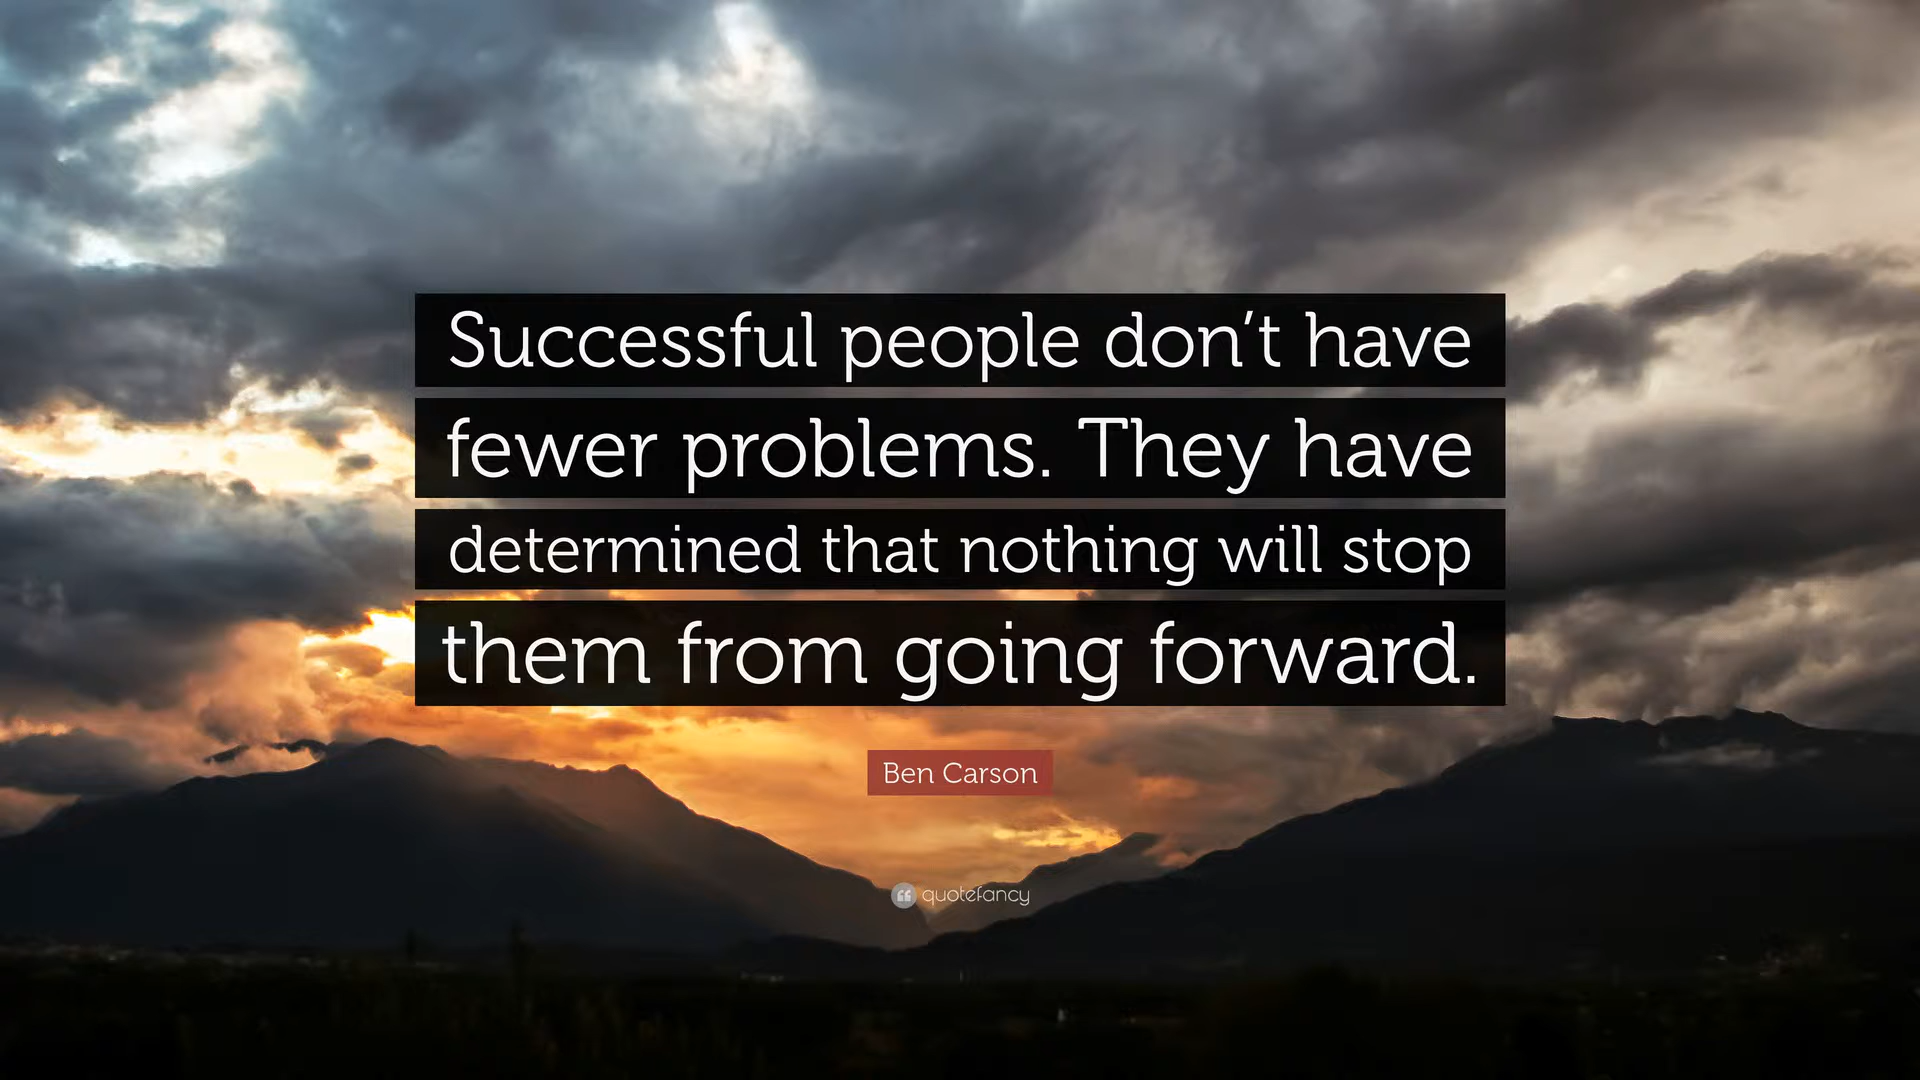 Successful people don’t have
fewer problems. They have
determined that nothing will stop
them from going forward.
Ben Carson
quotefancy